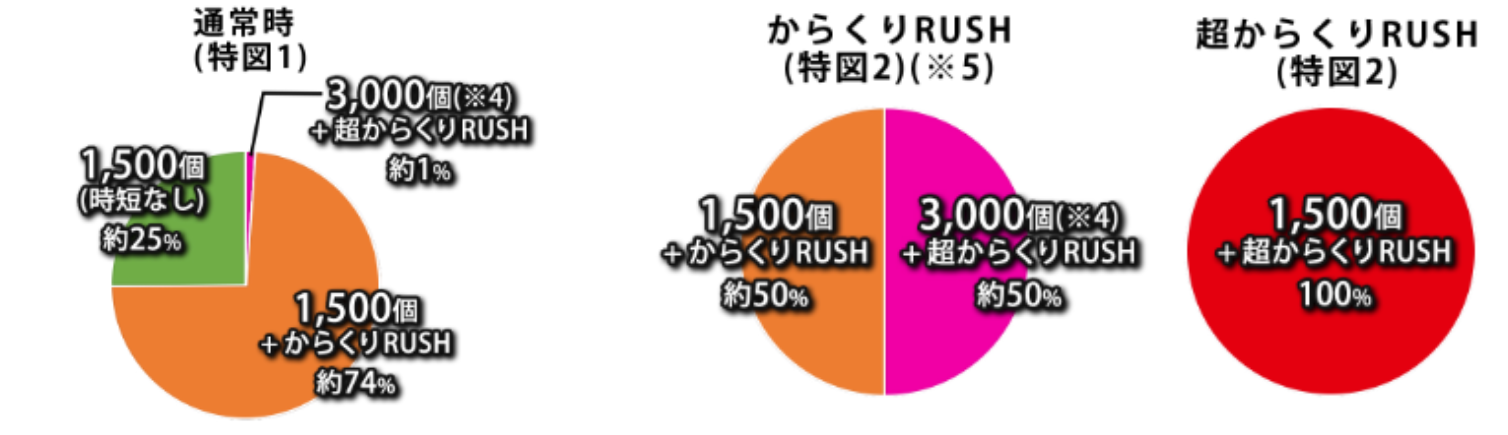 通常時
(特図1)
3,000個(※4)
+超からくりRUSH
約1%
1,500個
(時短なし)
約25%
1,500個
+からくりRUSH
約74%
からくりRUSH
(特図2)(※5)
1,500個
+からくりRUSH
約50%
3,000個(※4)
+超からくりRUSH
約50%
超からくりRUSH
(特図2)
1,500個
+超からくりRUSH
100%